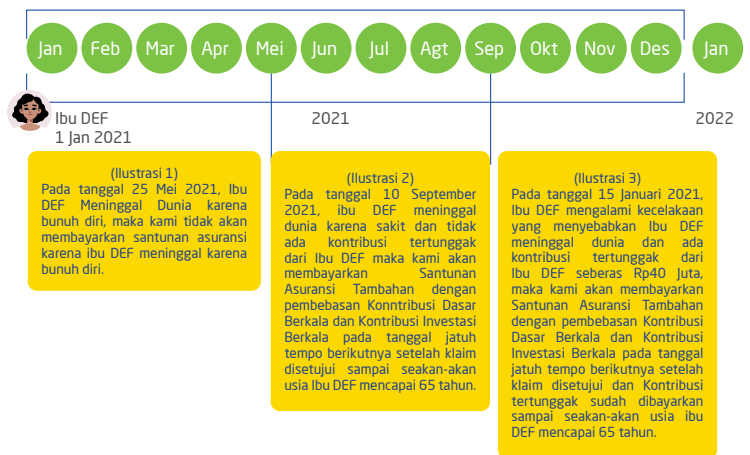 Jan Feb Mar Apr Mei Jun Jul Agt Sep Okt Nov Des Jan
Ibu DEF
1 Jan 2021
2021
2022
(Ilustrasi 1)
Pada tanggal 25 Mei 2021, Ibu
DEF Meninggal Dunia karena
bunuh diri, maka kami tidak akan
membayarkan santunan asuransi
karena ibu DEF meninggal karena
bunuh diri.
(Ilustrasi 2)
Pada tanggal 10 September
2021, ibu DEF meninggal
dunia karena sakit dan tidak
ada kontribusi tertunggak
dari Ibu DEF maka kami akan
membayarkan Santunan
Asuransi Tambahan dengan
pembebasan Konntribusi Dasar
Berkala dan Kontribusi Investasi
Berkala pada tanggal jatuh
tempo berikutnya setelah klaim
disetujui sampai seakan-akan
usia Ibu DEF mencapai 65 tahun.
(Ilustrasi 3)
Pada tanggal 15 Januari 2021,
Ibu DEF mengalami kecelakaan
yang menyebabkan Ibu DEF
meninggal dunia dan ada
kontribusi tertunggak dari
Ibu DEF seberas Rp40 Juta,
maka kami akan membayarkan
Santunan Asuransi Tambahan
dengan pembebasan Kontribusi
Dasar Berkala dan Kontribusi
Investasi Berkala pada tanggal
jatuh tempo berikutnya setelah
klaim disetujui dan Kontribusi
tertunggak sudah dibayarkan
sampai seakan-akan usia ibu
DEF mencapai 65 tahun.